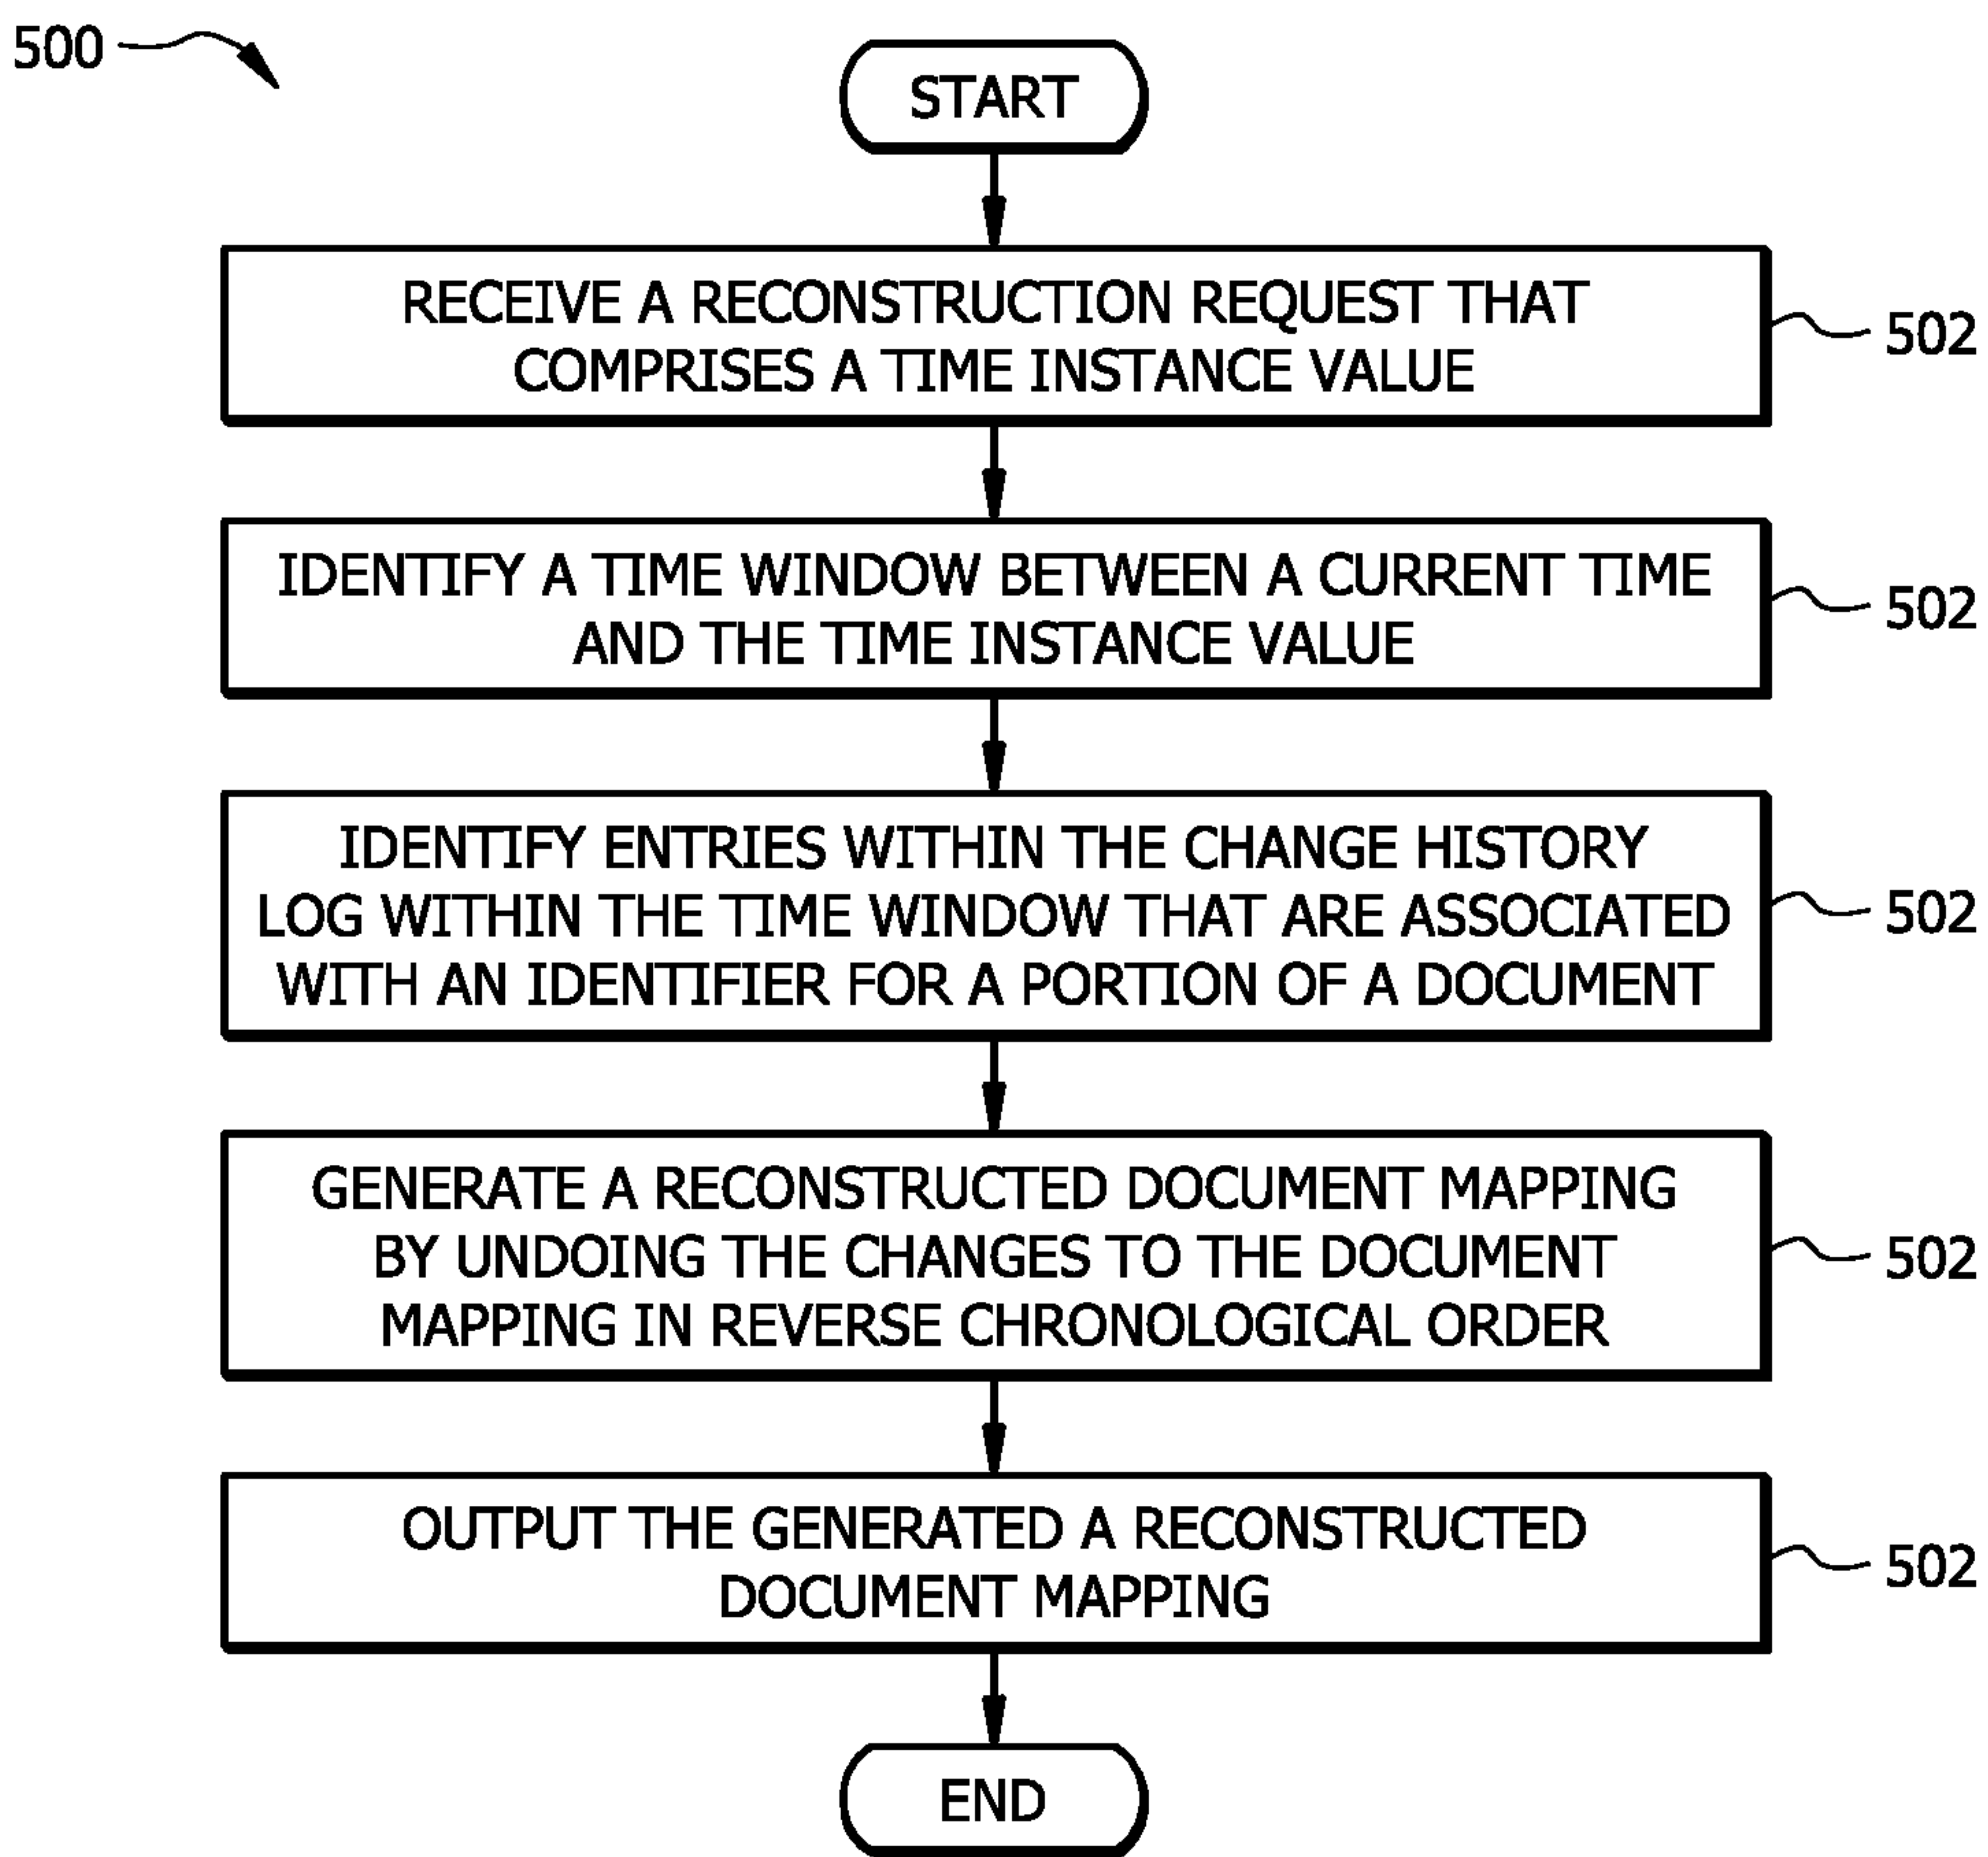 500
START
RECEIVE A RECONSTRUCTION REQUEST THAT
COMPRISES A TIME INSTANCE VALUE
502
IDENTIFY A TIME WINDOW BETWEEN A CURRENT TIME
AND THE TIME INSTANCE VALUE
502
IDENTIFY ENTRIES WITHIN THE CHANGE HISTORY
LOG WITHIN THE TIME WINDOW THAT ARE ASSOCIATED
WITH AN IDENTIFIER FOR A PORTION OF A DOCUMENT
502
GENERATE A RECONSTRUCTED DOCUMENT MAPPING
BY UNDOING THE CHANGES TO THE DOCUMENT
MAPPING IN REVERSE CHRONOLOGICAL ORDER
502
OUTPUT THE GENERATED A RECONSTRUCTED
DOCUMENT MAPPING
502
END